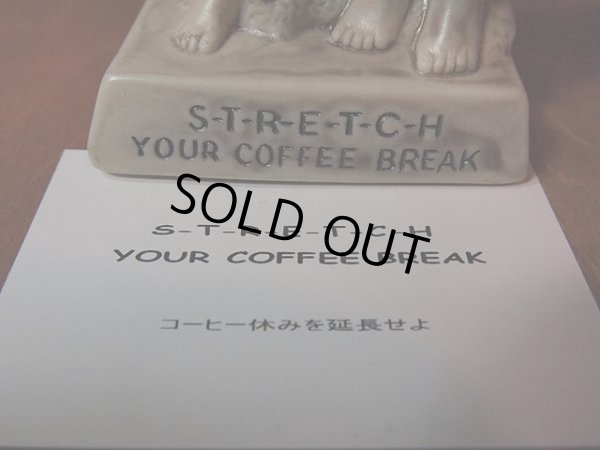 S-T-R-E-T-C-H
YOUR COFFEE BREAK
SOLD OUT
S-T-R-E-T-C-H
YOUR COFFEE BREAK
コーヒー休みを延長せよ